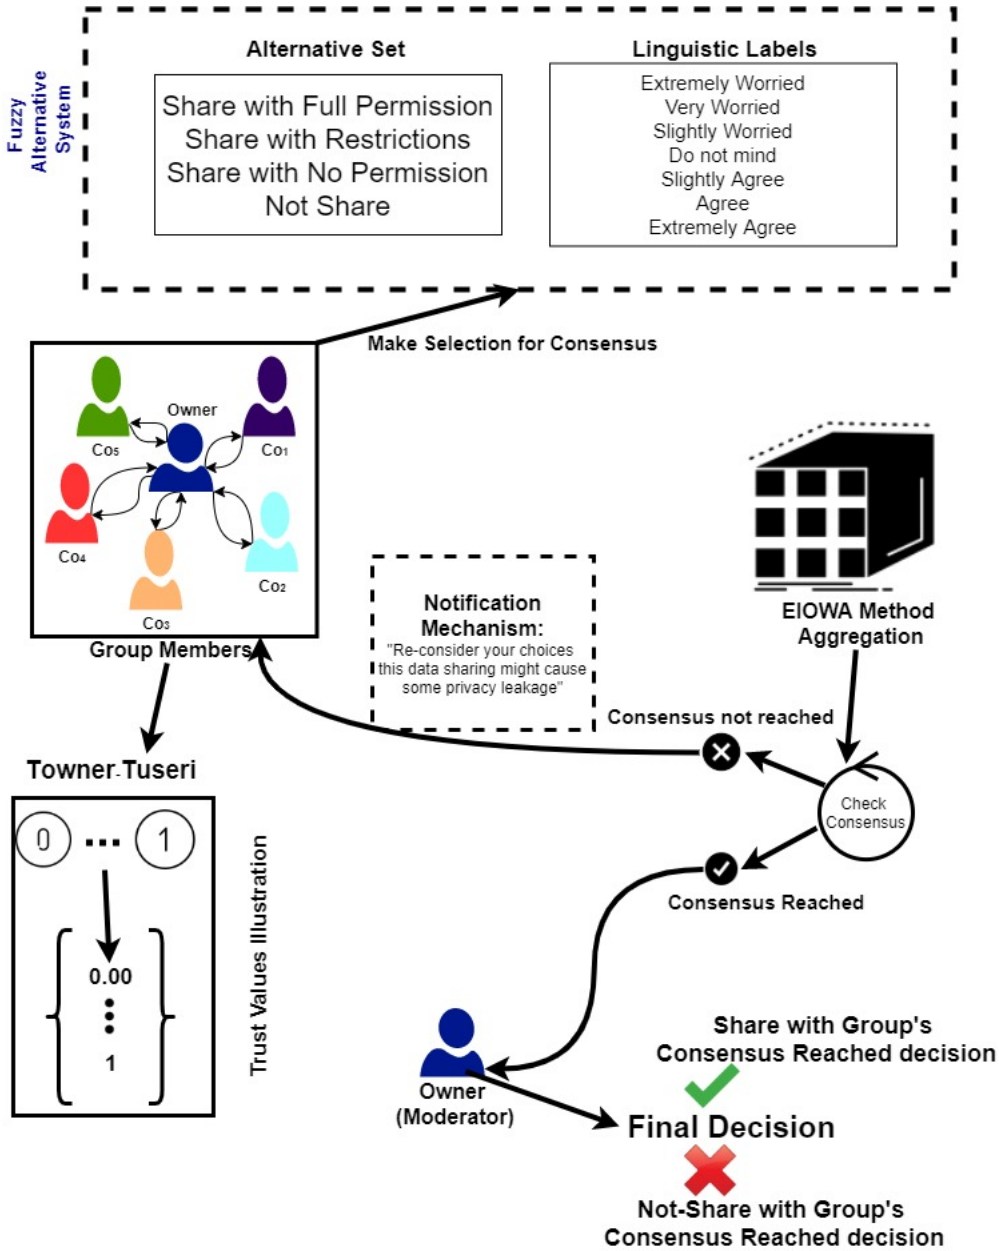 Fuzzy
Alternative
System
Alternative Set
Share with Full Permission
Share with Restrictions
Share with No Permission
Not Share
Linguistic Labels
Extremely Worried
Very Worried
Slightly Worried
Do not mind
Slightly Agree
Agree
Extremely Agree
Make Selection for Consensus
Owner
Co5
Co1
Co4
Co2
Co3
Group Members
Notification
Mechanism:
"Re-consider your choices
this data sharing might cause
some privacy leakage"
EIOWA Method
Aggregation
Consensus not reached
Check
Consensus
Consensus Reached
Towner-Tuseri
0 .... 1
0.00
1
Trust Values Illustration
Owner
(Moderator)
Share with Group's
Consensus Reached decision
Final Decision
Not-Share with Group's
Consensus Reached decision